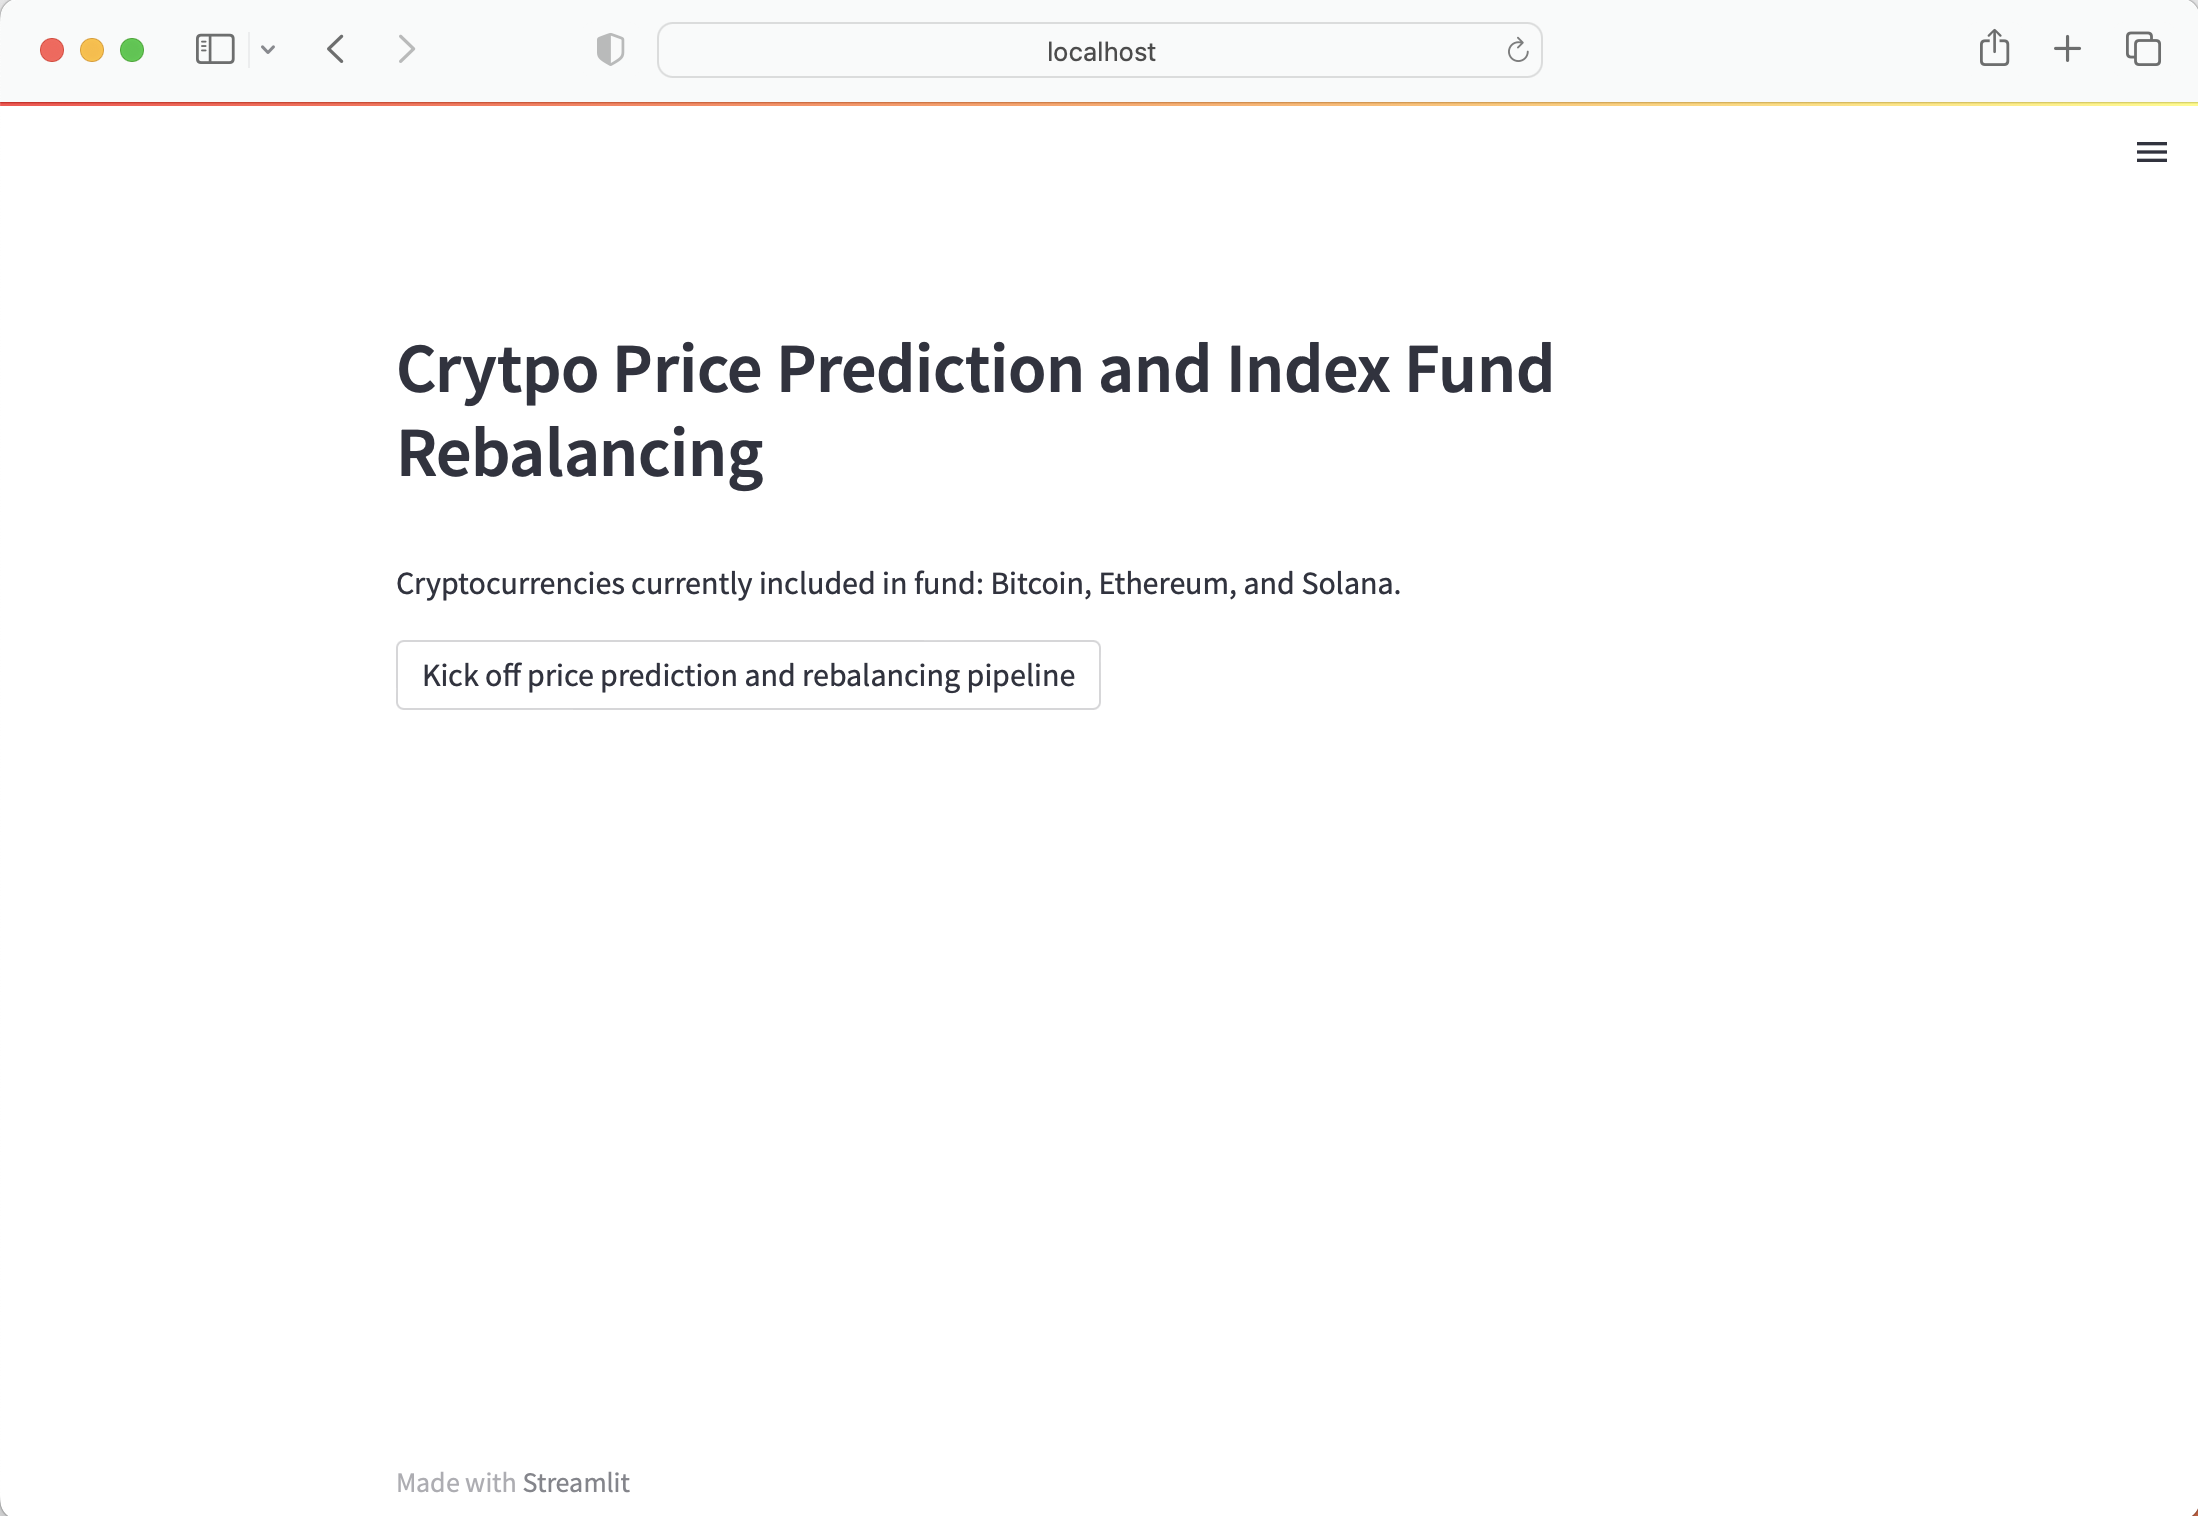 localhost
Crytpo Price Prediction and Index Fund
Rebalancing
Cryptocurrencies currently included in fund: Bitcoin, Ethereum, and Solana.
Kick off price prediction and rebalancing pipeline
Made with Streamlit